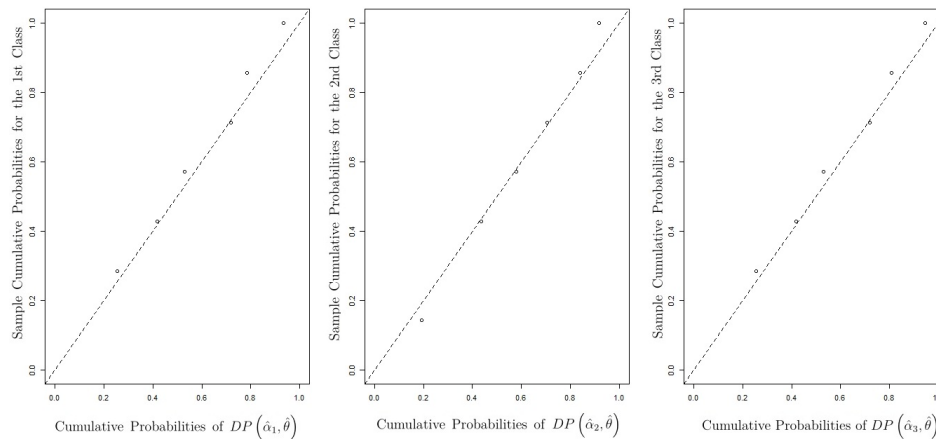 Sample Cumulative Probabilities for the 1st Class
1.0
0.8
0.6
0.4
0.2
0.0
0.0 0.2 0.4 0.6 0.8 1.0
Cumulative Probabilities of DP (α̂₁, θ̂)
Sample Cumulative Probabilities for the 2nd Class
1.0
0.8
0.6
0.4
0.2
0.0
0.0 0.2 0.4 0.6 0.8 1.0
Cumulative Probabilities of DP (α̂₂, θ̂)
Sample Cumulative Probabilities for the 3rd Class
1.0
0.8
0.6
0.4
0.2
0.0
0.0 0.2 0.4 0.6 0.8 1.0
Cumulative Probabilities of DP (α̂₃, θ̂)